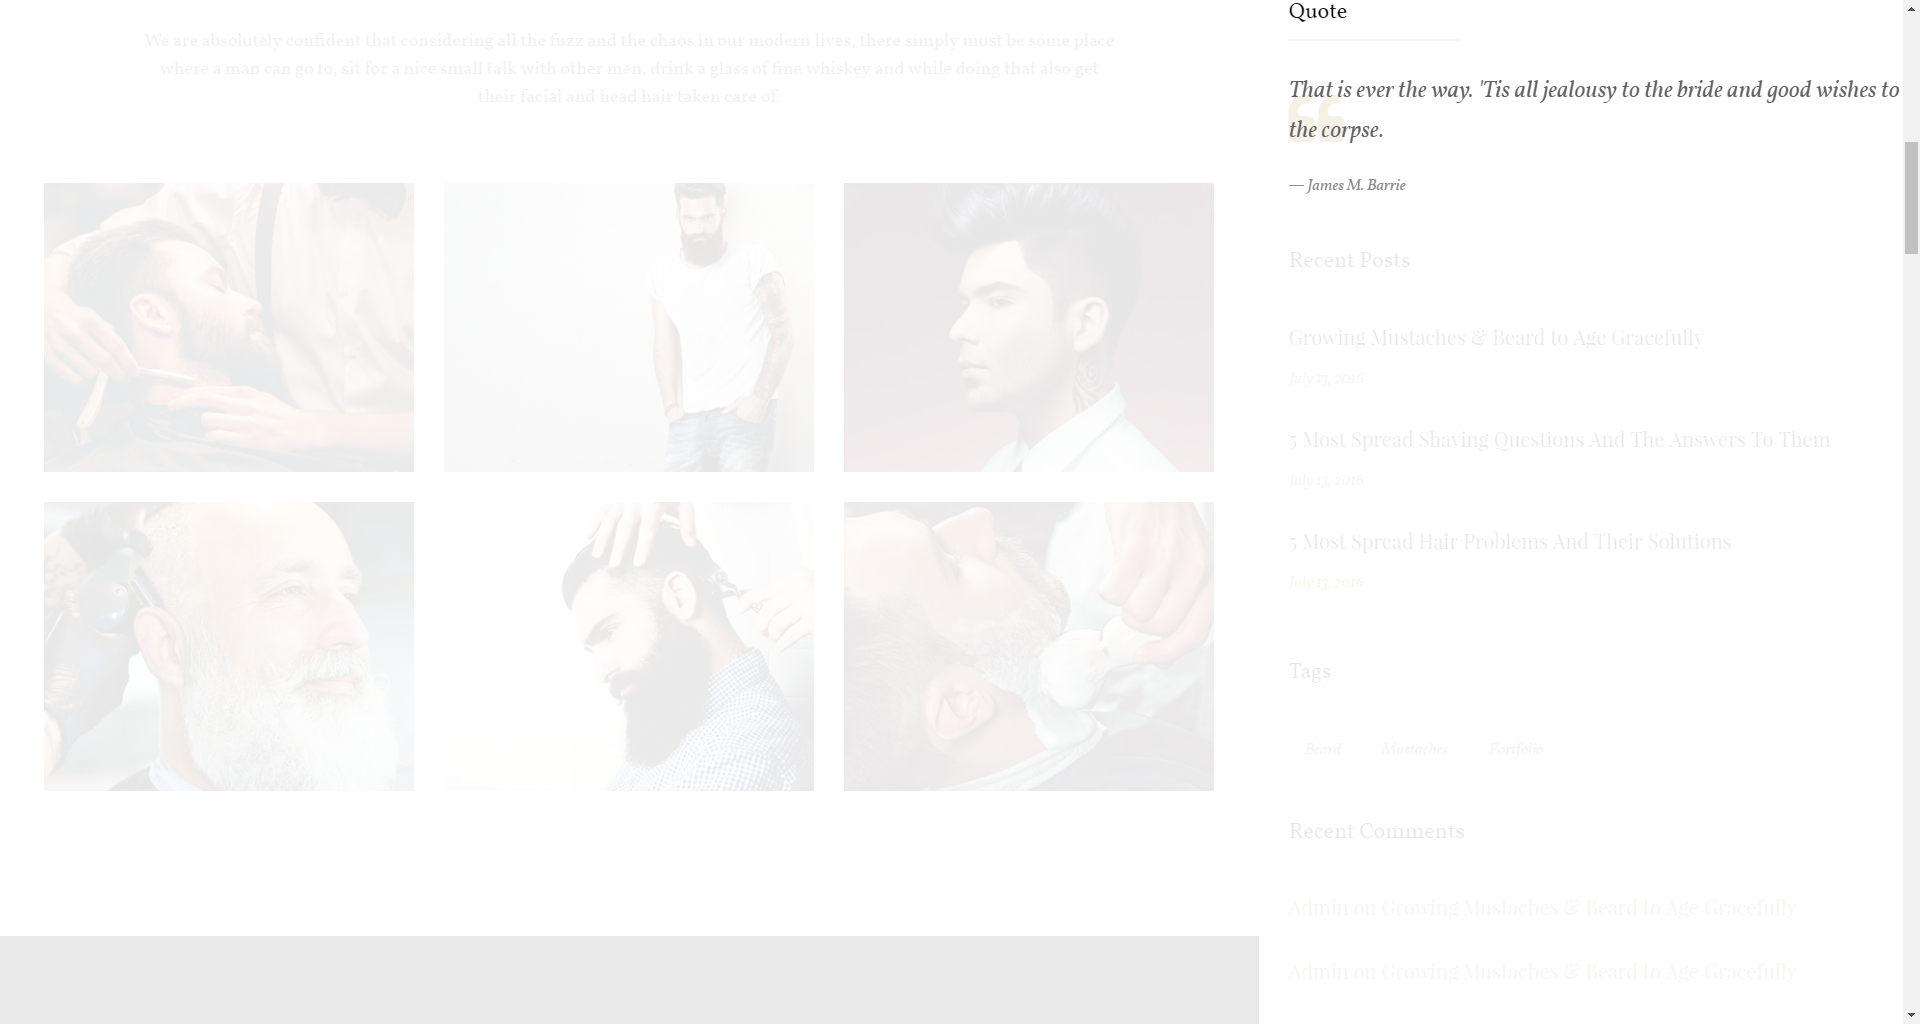 We are absolutely confident that considering all the fuzz and the chaos in our modern lives, there simply must be some place
where a man can go to, sit for a nice small talk with other men, drink a glass of fine whiskey and while doing that also get
their facial and head hair taken care of
Quote
That is ever the way. 'Tis all jealousy to the bride and good wishes to
the corpse.
— James M. Barrie
Recent Posts
Growing Mustaches & Beard to Age Gracefully
July 13, 2016
5 Most Spread Shaving Questions And The Answers To Them
July 13, 2016
5 Most Spread Hair Problems And Their Solutions
July 13, 2016
Tags
Beard Mustaches Portfolio
Recent Comments
Admin on Growing Mustaches & Beard to Age Gracefully
Admin on Growing Mustaches & Beard to Age Gracefully